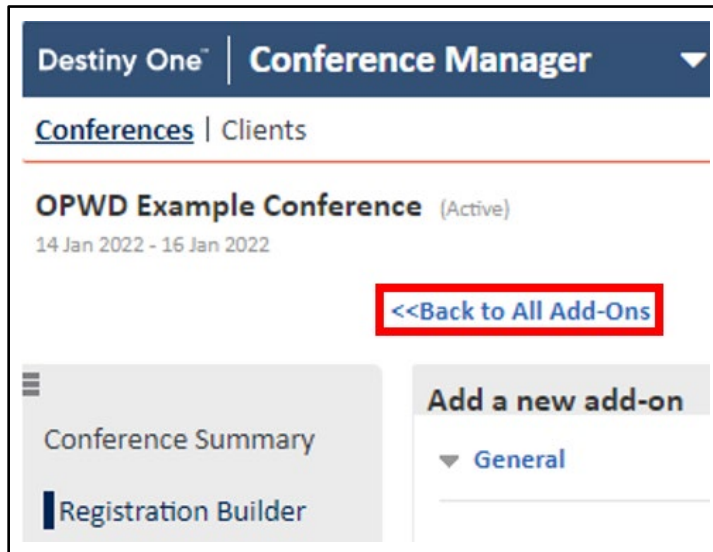 Destiny One™ | Conference Manager
Conferences | Clients
OPWD Example Conference (Active)
14 Jan 2022 - 16 Jan 2022
<<Back to All Add-Ons
Add a new add-on
Conference Summary
General
Registration Builder